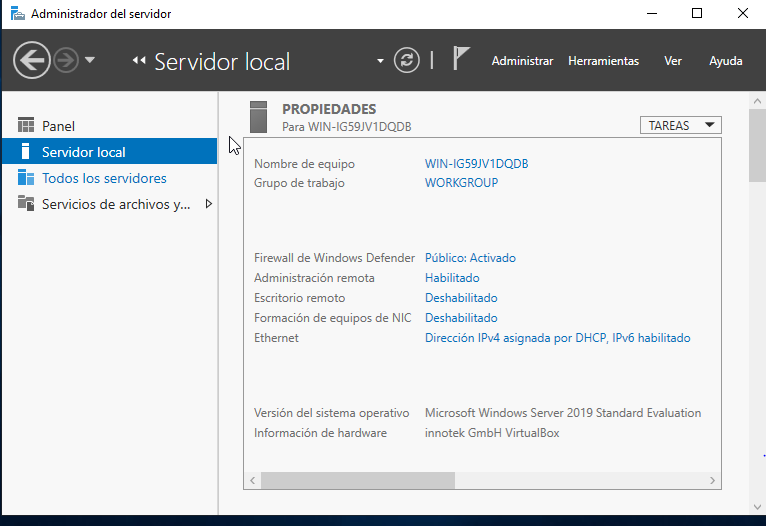 Administrador del servidor
Servidor local
Administrar Herramientas Ver Ayuda
Panel
Servidor local
Todos los servidores
Servicios de archivos y...
PROPIEDADES
Para WIN-IG59JV1DQDB
TAREAS
Nombre de equipo WIN-IG59JV1DQDB
Grupo de trabajo WORKGROUP
Firewall de Windows Defender Público: Activado
Administración remota Habilitado
Escritorio remoto Deshabilitado
Formación de equipos de NIC Deshabilitado
Ethernet Dirección IPv4 asignada por DHCP, IPv6 habilitado
Versión del sistema operativo Microsoft Windows Server 2019 Standard Evaluation
Información de hardware innotek GmbH VirtualBox